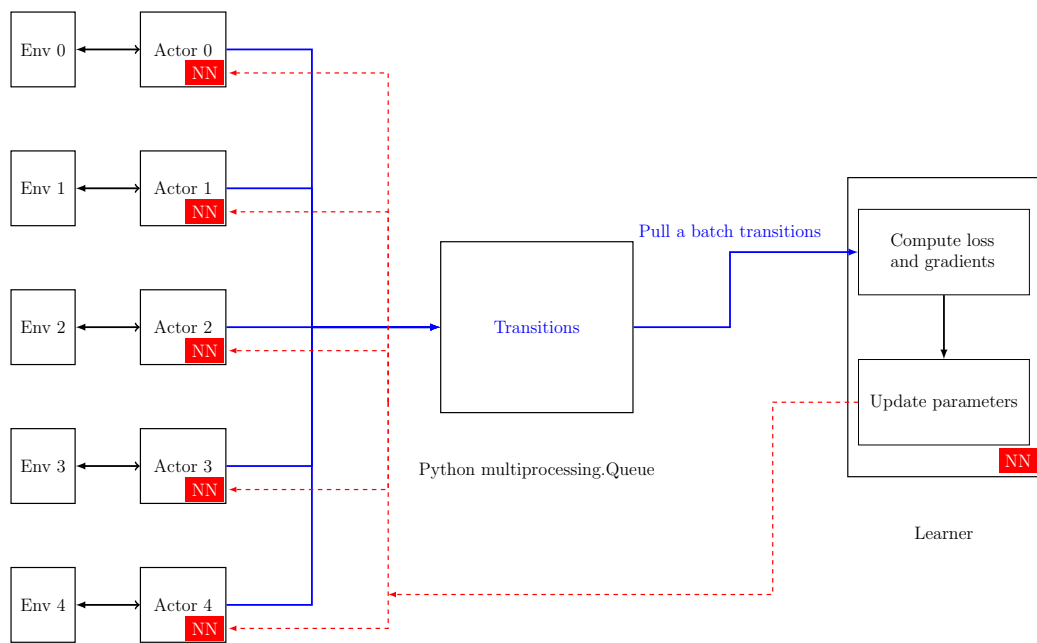 Env 0
Actor 0
NN
Env 1
Actor 1
NN
Pull a batch transitions
Compute loss
and gradients
Env 2
Actor 2
NN
Transitions
Update parameters
NN
Env 3
Actor 3
NN
Python multiprocessing.Queue
Learner
Env 4
Actor 4
NN